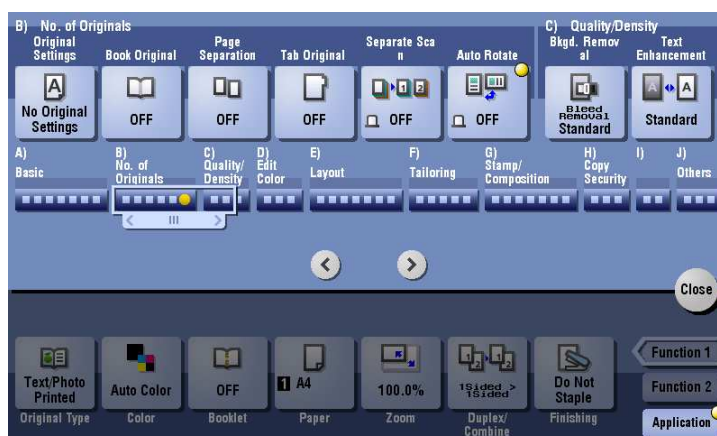 B) No. of Originals
C) Quality/Density
Original Settings
Book Original
Page Separation
Tab Original
Separate Sca n
Auto Rotate
Bkgd. Remov al
Text Enhancement
No Original Settings
OFF
OFF
OFF
OFF
OFF
Bleed Removal Standard
Standard
A) Basic
B) No. of Originals
C) Quality/ Density
D) Edit Color
E) Layout
F) Tailoring
G) Stamp/ Composition
H) Copy Security
I)
J) Others
Close
Text/Photo Printed
Auto Color
OFF
1 A4
100.0%
1Sided > 1Sided
Do Not Staple
Original Type
Color
Booklet
Paper
Zoom
Duplex/ Combine
Finishing
Function 1
Function 2
Application